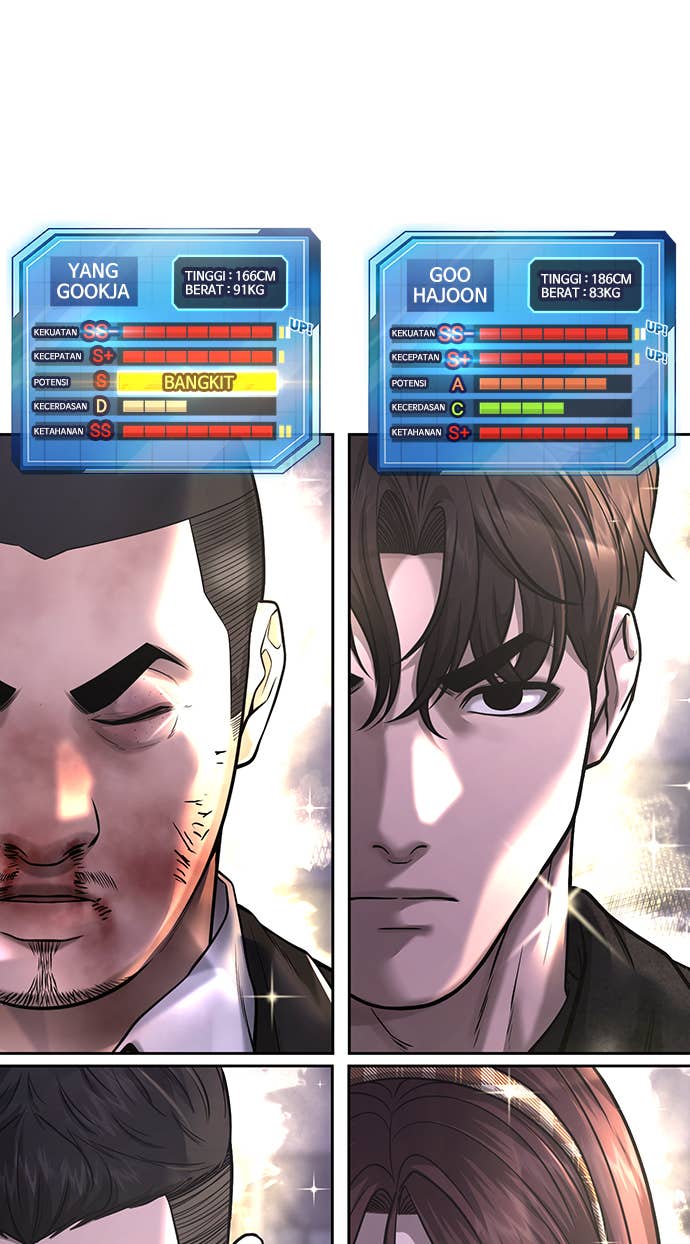 YANG
GOOKJA
TINGGI : 166CM
BERAT : 91KG
KEKUATAN SS- UP!
KECEPATAN S+
POTENSI S BANGKIT
KECERDASAN D
KETAHANAN SS
GOO
HAJOON
TINGGI : 186CM
BERAT : 83KG
KEKUATAN SS- UP!
KECEPATAN S+ UP!
POTENSI A
KECERDASAN C
KETAHANAN S+